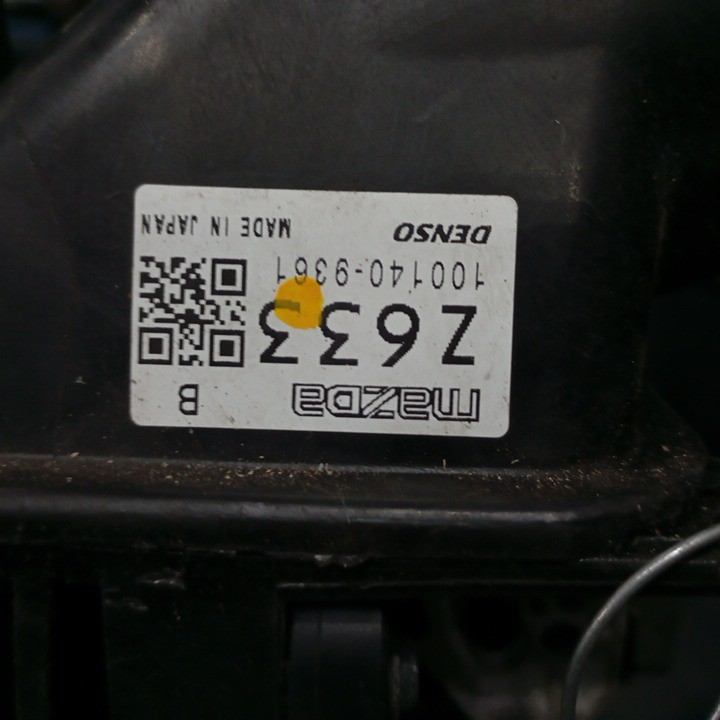 mazda B
Z633
100140-9361
DENSO MADE IN JAPAN